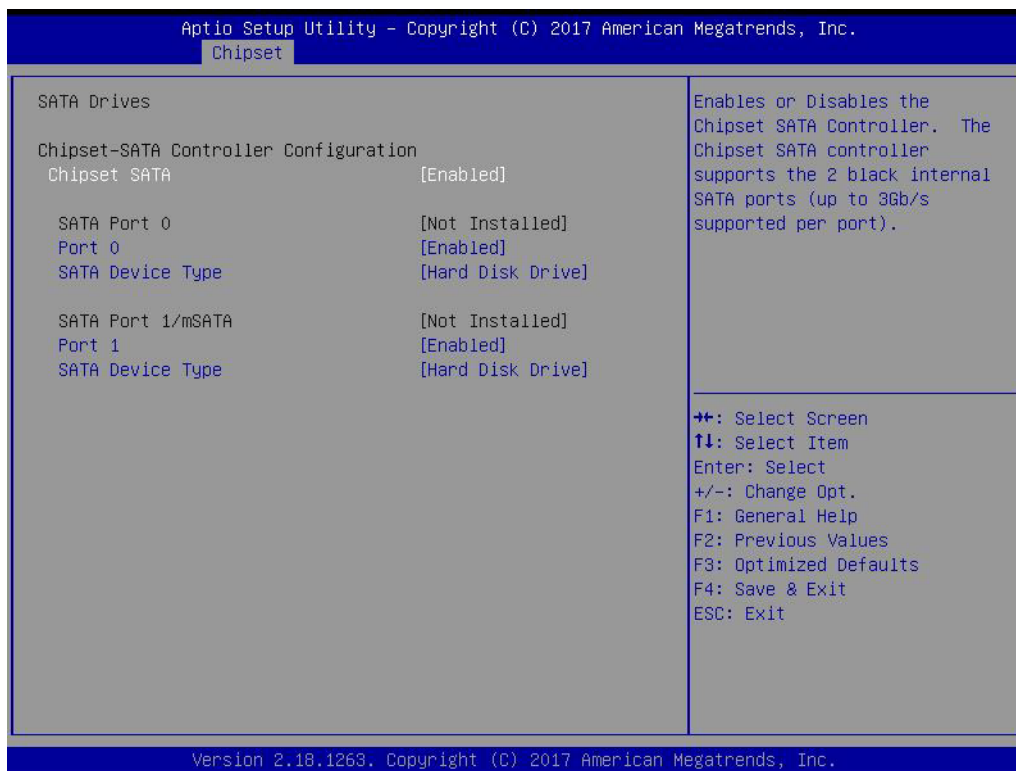 Aptio Setup Utility – Copyright (C) 2017 American Megatrends, Inc.
Chipset
SATA Drives
Chipset-SATA Controller Configuration
Chipset SATA [Enabled]
SATA Port 0 [Not Installed]
Port 0 [Enabled]
SATA Device Type [Hard Disk Drive]
SATA Port 1/mSATA [Not Installed]
Port 1 [Enabled]
SATA Device Type [Hard Disk Drive]
Enables or Disables the
Chipset SATA Controller. The
Chipset SATA controller
supports the 2 black internal
SATA ports (up to 3Gb/s
supported per port).
→←: Select Screen
↑↓: Select Item
Enter: Select
+/-: Change Opt.
F1: General Help
F2: Previous Values
F3: Optimized Defaults
F4: Save & Exit
ESC: Exit
Version 2.18.1263. Copyright (C) 2017 American Megatrends, Inc.